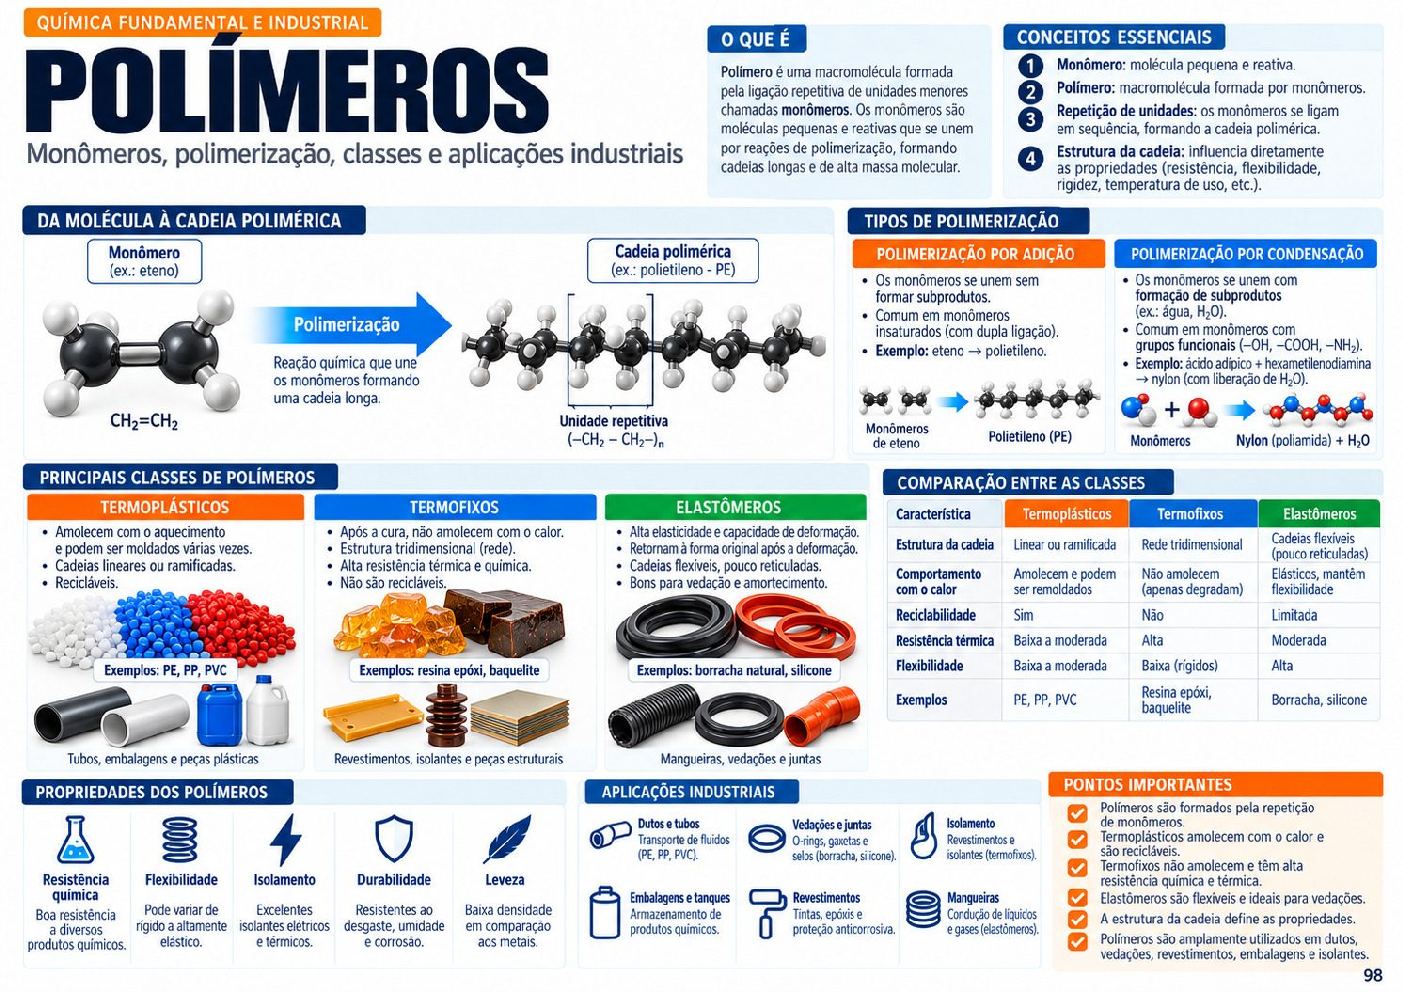 QUÍMICA FUNDAMENTAL E INDUSTRIAL
POLÍMEROS
Monômeros, polimerização, classes e aplicações industriais
O QUE É
Polímero é uma macromolécula formada
pela ligação repetitiva de unidades menores
chamadas monômeros. Os monômeros são
moléculas pequenas e reativas que se unem
por reações de polimerização, formando
cadeias longas e de alta massa molecular.
CONCEITOS ESSENCIAIS
1 Monômero: molécula pequena e reativa.
2 Polímero: macromolécula formada por monômeros.
3 Repetição de unidades: os monômeros se ligam
em sequência, formando a cadeia polimérica.
4 Estrutura da cadeia: influencia diretamente
as propriedades (resistência, flexibilidade,
rigidez, temperatura de uso, etc.).
DA MOLÉCULA À CADEIA POLIMÉRICA
Monômero
(ex.: eteno)
CH₂=CH₂
Polimerização
Reação química que une
os monômeros formando
uma cadeia longa.
Cadeia polimérica
(ex.: polietileno - PE)
Unidade repetitiva
(–CH₂ – CH₂–)ₙ
TIPOS DE POLIMERIZAÇÃO
POLIMERIZAÇÃO POR ADIÇÃO
• Os monômeros se unem sem
formar subprodutos.
• Comum em monômeros
insaturados (com dupla ligação).
• Exemplo: eteno → polietileno.
Monômeros
de eteno
Polietileno (PE)
POLIMERIZAÇÃO POR CONDENSAÇÃO
• Os monômeros se unem com
formação de subprodutos
(ex.: água, H₂O).
• Comum em monômeros com
grupos funcionais (–OH, –COOH, –NH₂).
• Exemplo: ácido adípico + hexametilenodiamina
→ nylon (com liberação de H₂O).
+
Monômeros
Nylon (poliamida) + H₂O
PRINCIPAIS CLASSES DE POLÍMEROS
TERMOPLÁSTICOS
• Amolecem com o aquecimento
e podem ser moldados várias vezes.
• Cadeias lineares ou ramificadas.
• Recicláveis.
Exemplos: PE, PP, PVC
Tubos, embalagens e peças plásticas
TERMOFIXOS
• Após a cura, não amolecem com o calor.
• Estrutura tridimensional (rede).
• Alta resistência térmica e química.
• Não são recicláveis.
Exemplos: resina epóxi, baquelite
Revestimentos, isolantes e peças estruturais
ELASTÔMEROS
• Alta elasticidade e capacidade de deformação.
• Retornam à forma original após a deformação.
• Cadeias flexíveis, pouco reticuladas.
• Bons para vedação e amortecimento.
Exemplos: borracha natural, silicone
Mangueiras, vedações e juntas
COMPARAÇÃO ENTRE AS CLASSES
Característica Termoplásticos Termofixos Elastômeros
Estrutura da cadeia Linear ou ramificada Rede tridimensional Cadeias flexíveis
(pouco reticuladas)
Comportamento Amolecem e podem Não amolecem Elásticos, mantêm
com o calor ser remoldados (apenas degradam) flexibilidade
Reciclabilidade Sim Não Limitada
Resistência térmica Baixa a moderada Alta Moderada
Flexibilidade Baixa a moderada Baixa (rígidos) Alta
Exemplos PE, PP, PVC Resina epóxi,
baquelite Borracha, silicone
PROPRIEDADES DOS POLÍMEROS
Resistência
química
Boa resistência
a diversos
produtos químicos.
Flexibilidade
Pode variar de
rígido a altamente
elástico.
Isolamento
Excelentes
isolantes elétricos
e térmicos.
Durabilidade
Resistentes ao
desgaste, umidade
e corrosão.
Leveza
Baixa densidade
em comparação
aos metais.
APLICAÇÕES INDUSTRIAIS
Dutos e tubos
Transporte de fluidos
(PE, PP, PVC).
Vedações e juntas
O-rings, gaxetas e
selos (borracha, silicone).
Isolamento
Revestimentos e
isolantes (termofixos).
Embalagens e tanques
Armazenamento de
produtos químicos.
Revestimentos
Tintas, epóxis e
proteção anticorrosiva.
Mangueiras
Condução de líquidos
e gases (elastômeros).
PONTOS IMPORTANTES
Polímeros são formados pela repetição
de monômeros.
Termoplásticos amolecem com o calor e
são recicláveis.
Termofixos não amolecem e têm alta
resistência química e térmica.
Elastômeros são flexíveis e ideais para vedações.
A estrutura da cadeia define as propriedades.
Polímeros são amplamente utilizados em dutos,
vedações, revestimentos, embalagens e isolantes.
98